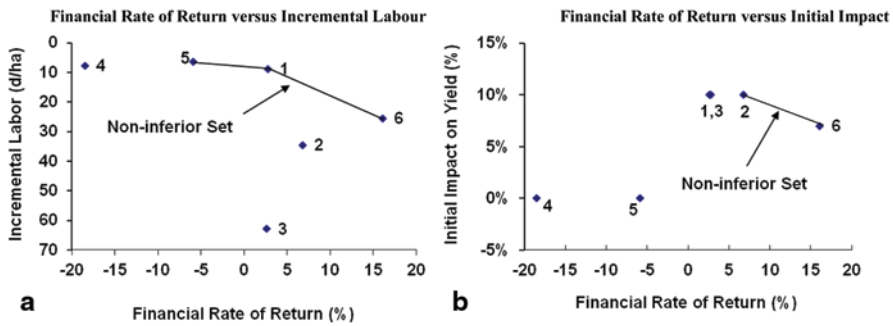 Financial Rate of Return versus Incremental Labour
Incremental Labor (d/ha)
0
10
20
30
40
50
60
70
4
5
1
6
2
3
Non-inferior Set
-20 -15 -10 -5 0 5 10 15 20
a
Financial Rate of Return (%)
Financial Rate of Return versus Initial Impact
Initial Impact on Yield (%)
15%
10%
5%
0%
-5%
1,3
2
6
4
5
Non-inferior Set
-20 -15 -10 -5 0 5 10 15 20
b
Financial Rate of Return (%)